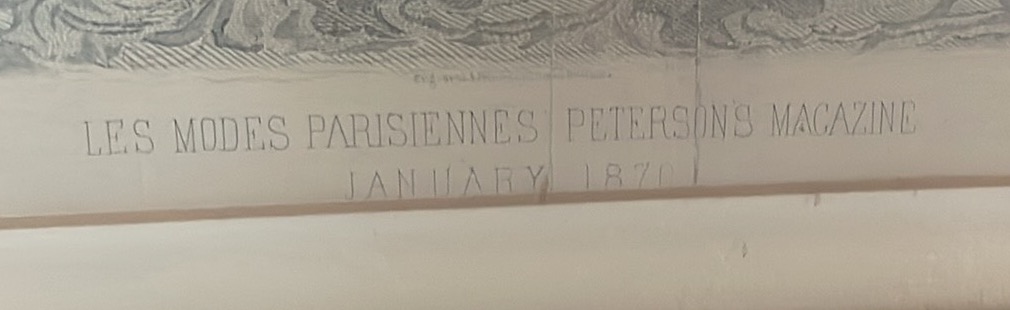 LES MODES PARISIENNES PETERSON'S MAGAZINE
JANUARY 1870